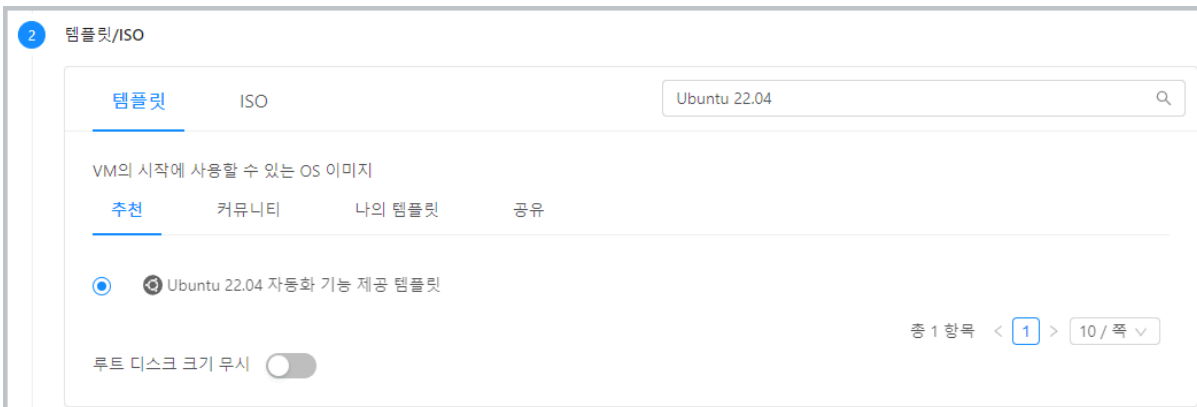 2 템플릿/ISO
템플릿 ISO Ubuntu 22.04
VM의 시작에 사용할 수 있는 OS 이미지
추천 커뮤니티 나의 템플릿 공유
Ubuntu 22.04 자동화 기능 제공 템플릿
총 1 항목 < 1 > 10 / 쪽
루트 디스크 크기 무시